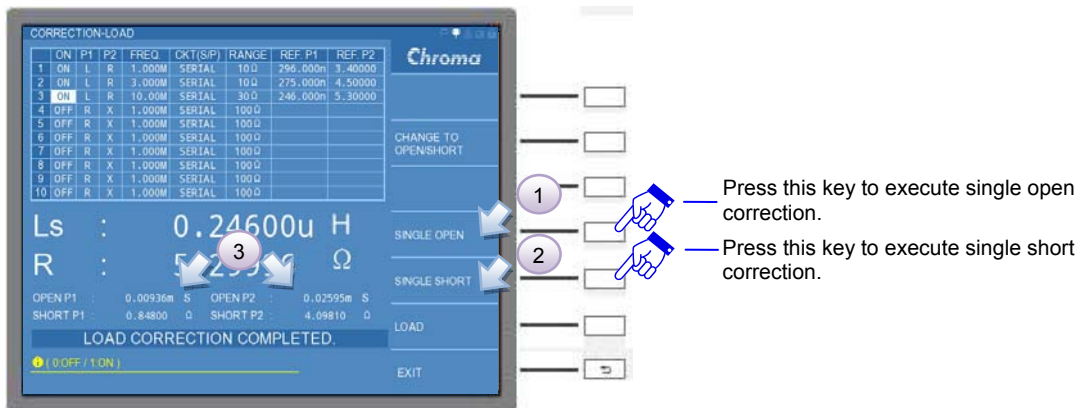 CORRECTION-LOAD
Chroma
ON P1 P2 FREQ. CKT(S/P) RANGE REF. P1 REF. P2
1 ON L R 1.000M SERIAL 10Ω 296.000n 3.40000
2 ON L R 3.000M SERIAL 10Ω 275.000n 4.50000
3 ON L R 10.00M SERIAL 30Ω 246.000n 5.30000
4 OFF R X 1.000M SERIAL 100Ω
5 OFF R X 1.000M SERIAL 100Ω
6 OFF R X 1.000M SERIAL 100Ω
7 OFF R X 1.000M SERIAL 100Ω
8 OFF R X 1.000M SERIAL 100Ω
9 OFF R X 1.000M SERIAL 100Ω
10 OFF R X 1.000M SERIAL 100Ω
CHANGE TO
OPEN/SHORT
Ls : 0.24600u H
R : Ω
3
OPEN P1 : 0.00936m S OPEN P2 : 0.02595m S
SHORT P1 : 0.84800 Ω SHORT P2 : 4.09810 Ω
LOAD CORRECTION COMPLETED.
( 0:OFF / 1:ON )
SINGLE OPEN
SINGLE SHORT
LOAD
EXIT
1
2
Press this key to execute single open
correction.
Press this key to execute single short
correction.